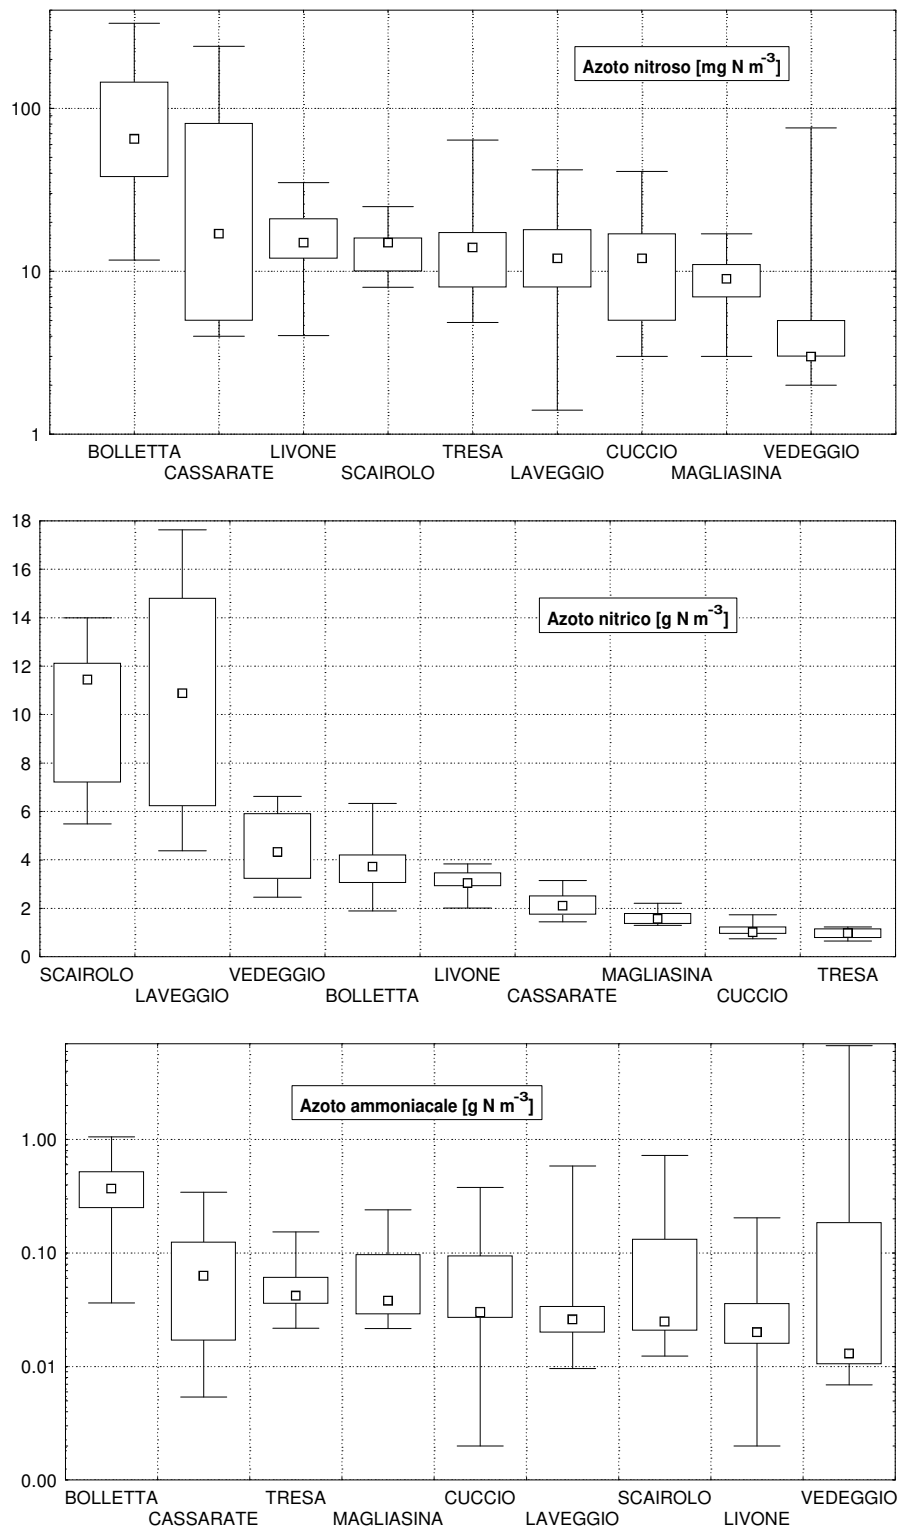 Azoto nitroso [mg N m-3]
100
10
1
BOLLETTA LIVONE TRESA CUCCIO VEDEGGIO
CASSARATE SCAIROLO LAVEGGIO MAGLIASINA
18
16
Azoto nitrico [g N m-3]
14
12
10
8
6
4
2
0
SCAIROLO VEDEGGIO LIVONE MAGLIASINA TRESA
LAVEGGIO BOLLETTA CASSARATE CUCCIO
Azoto ammoniacale [g N m-3]
1.00
0.10
0.01
0.00
BOLLETTA TRESA CUCCIO SCAIROLO VEDEGGIO
CASSARATE MAGLIASINA LAVEGGIO LIVONE